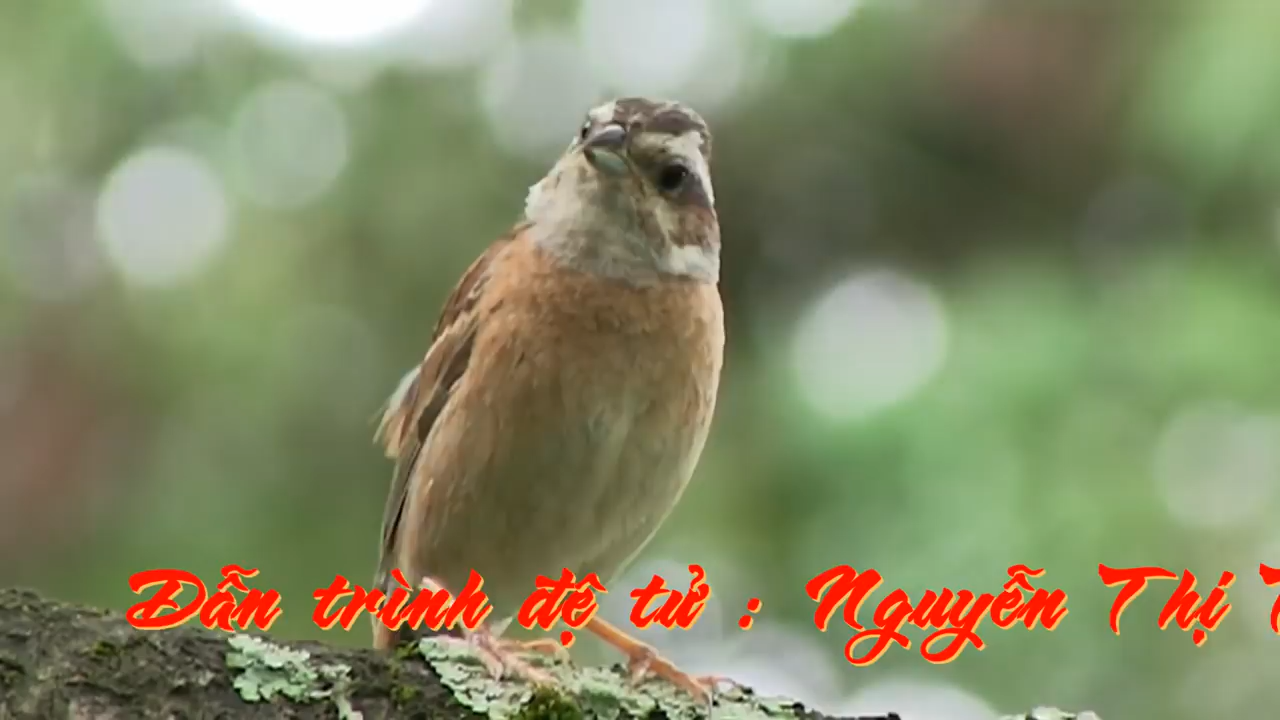 Dẫn trình đệ tử : Nguyễn Thị